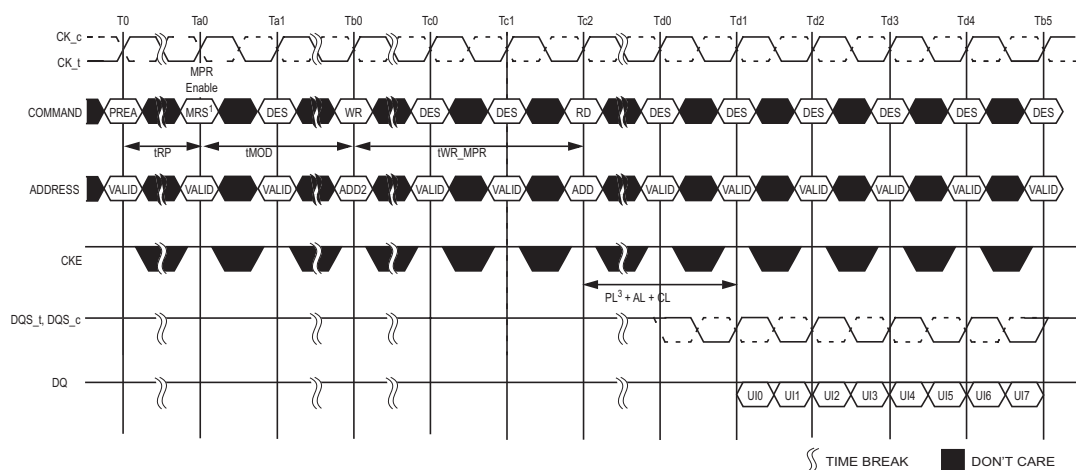 T0 Ta0 Ta1 Tb0 Tc0 Tc1 Tc2 Td0 Td1 Td2 Td3 Td4 Tb5
CK_c
CK_t
MPR
Enable
COMMAND PREA MRS¹ DES WR DES DES RD DES DES DES DES DES DES
tRP tMOD tWR_MPR
ADDRESS VALID VALID VALID ADD2 VALID VALID ADD VALID VALID VALID VALID VALID VALID
CKE
PL³ + AL + CL
DQS_t, DQS_c
DQ UI0 UI1 UI2 UI3 UI4 UI5 UI6 UI7
TIME BREAK DON'T CARE